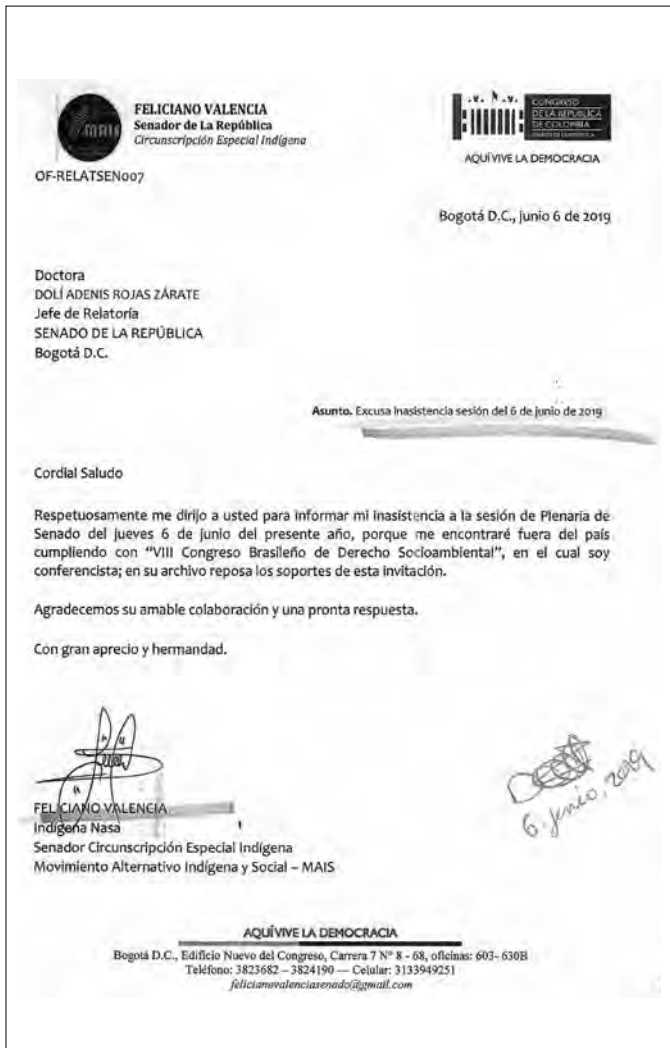 MAIS
FELICIANO VALENCIA
Senador de La República
Circunscripción Especial Indígena
CONGRESO
DE LA REPÚBLICA
DE COLOMBIA
AQUÍ VIVE LA DEMOCRACIA
OF-RELATSEN007
Bogotá D.C., junio 6 de 2019
Doctora
DOLÍ ADENIS ROJAS ZÁRATE
Jefe de Relatoría
SENADO DE LA REPÚBLICA
Bogotá D.C.
Asunto. Excusa inasistencia sesión del 6 de junio de 2019
Cordial Saludo
Respetuosamente me dirijo a usted para informar mi inasistencia a la sesión de Plenaria de
Senado del jueves 6 de junio del presente año, porque me encontraré fuera del país
cumpliendo con “VIII Congreso Brasileño de Derecho Socioambiental”, en el cual soy
conferencista; en su archivo reposa los soportes de esta invitación.
Agradecemos su amable colaboración y una pronta respuesta.
Con gran aprecio y hermandad.
FELICIANO VALENCIA
Indígena Nasa
Senador Circunscripción Especial Indígena
Movimiento Alternativo Indígena y Social – MAIS
6. junio, 2019
AQUÍ VIVE LA DEMOCRACIA
Bogotá D.C., Edificio Nuevo del Congreso, Carrera 7 N° 8 - 68, oficinas: 603- 630B
Teléfono: 3823682 – 3824190 — Celular: 3133949251
felicianovalenciasenado@gmail.com